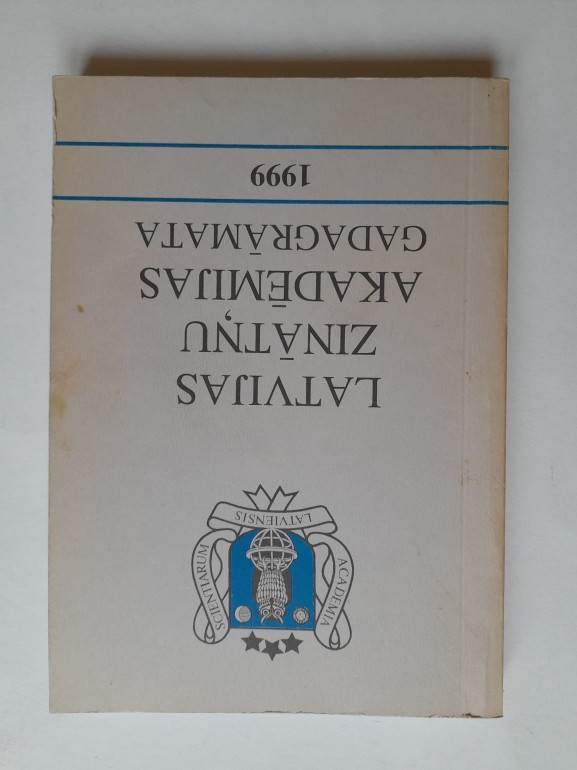 ACADEMIA
SCIENTIARUM
LATVIENSIS
LATVIJAS
ZINĀTŅU
AKADĒMIJAS
GADAGRĀMATA
1999